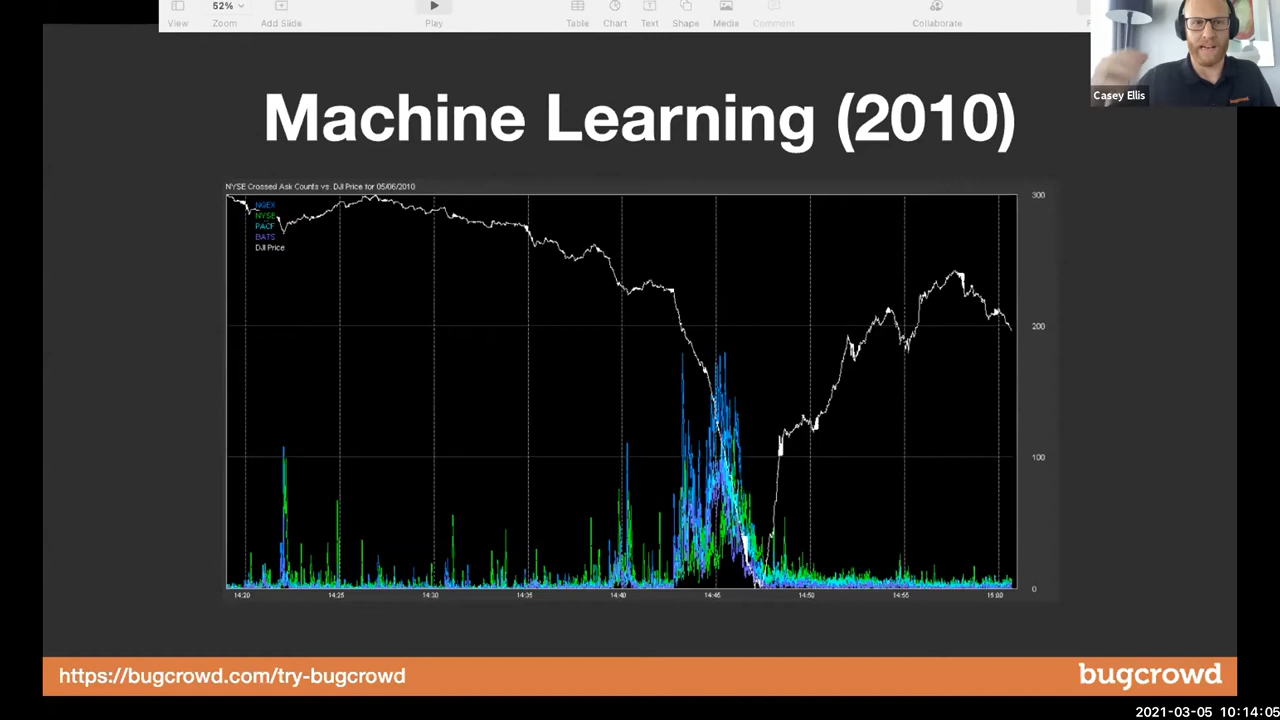 52%
View
Zoom
Add Slide
Play
Table
Chart
Text
Shape
Media
Comment
Collaborate
Casey Ellis
Machine Learning (2010)
NYSE Crossed Ask Counts vs. DJI Price for 05/06/2010
NQEX
NYSE
PACF
BATS
DJI Price
300
200
100
0
14:20
14:25
14:30
14:35
14:40
14:45
14:50
14:55
15:00
https://bugcrowd.com/try-bugcrowd
bugcrowd
2021-03-05 10:14:05